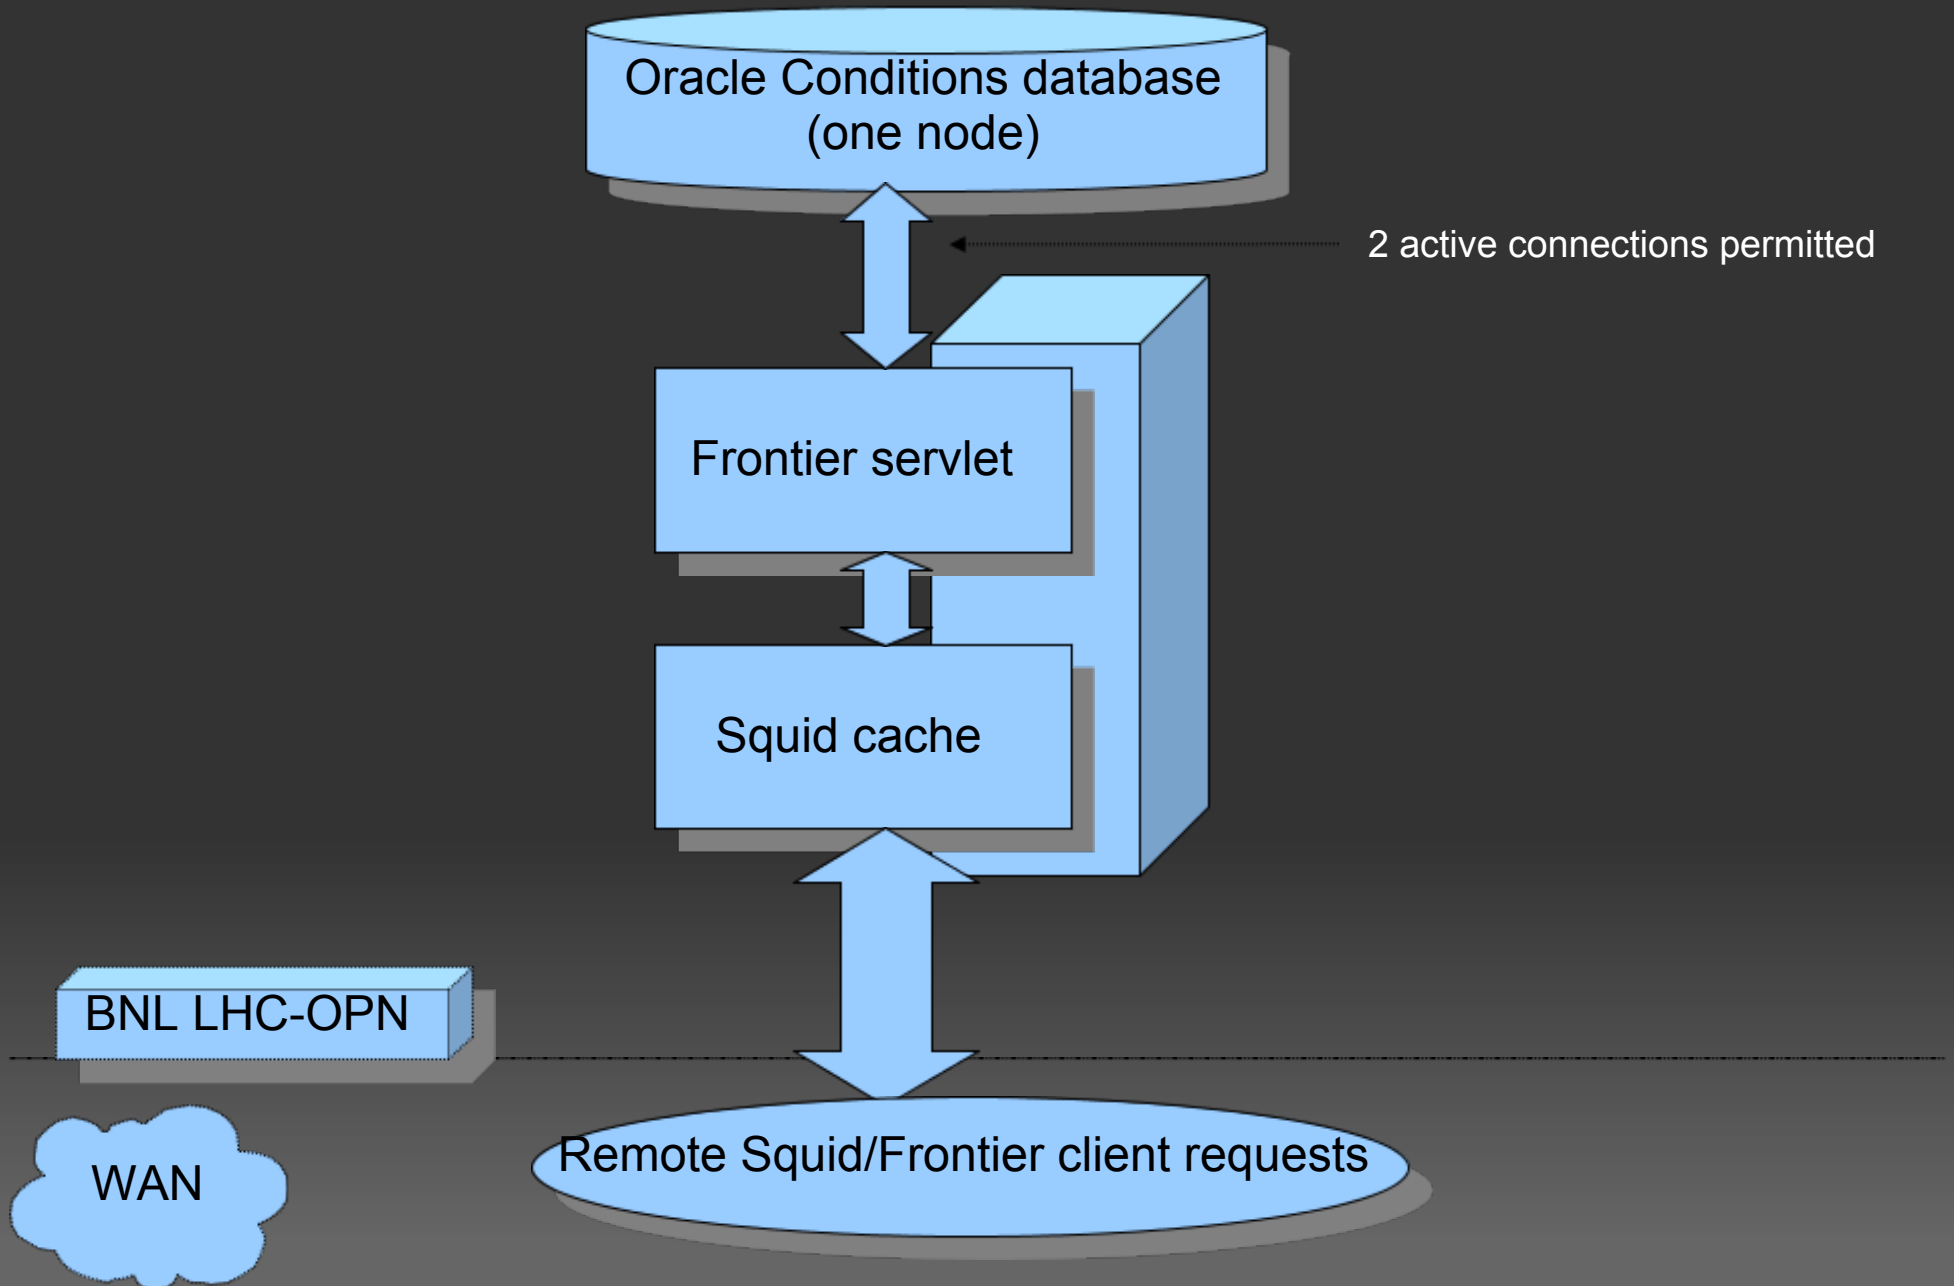 Oracle Conditions database
(one node)
2 active connections permitted
Frontier servlet
Squid cache
BNL LHC-OPN
Remote Squid/Frontier client requests
WAN